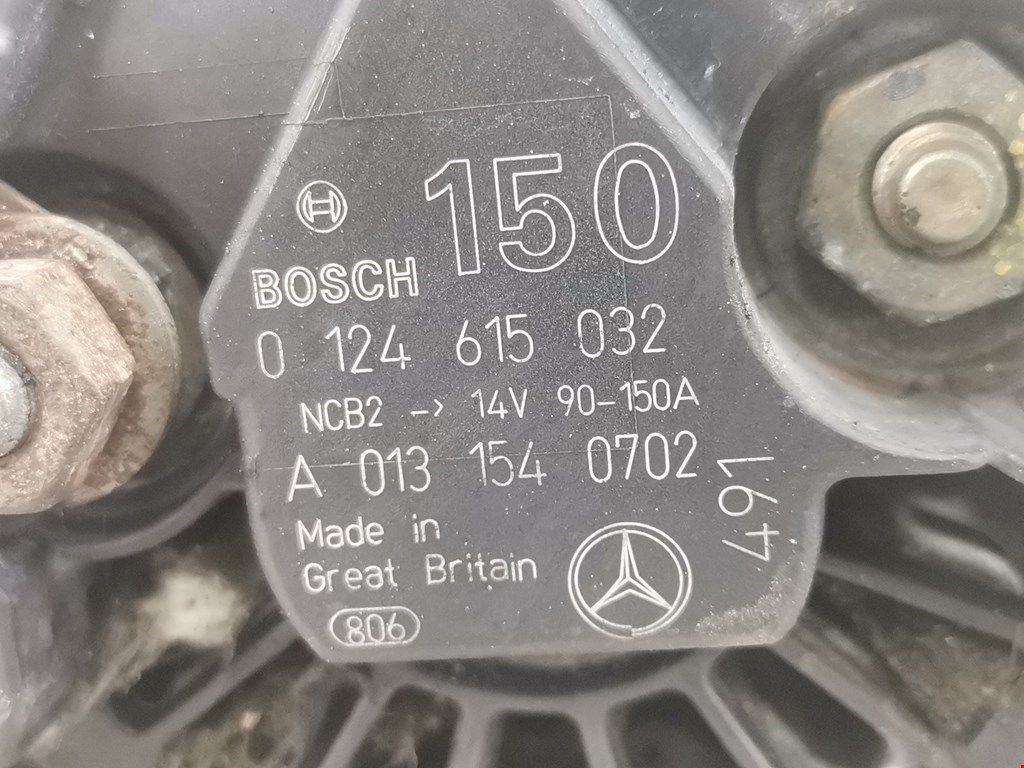 150
BOSCH
0 124 615 032
NCB2 -> 14V 90-150A
A 013 154 0702
491
Made in
Great Britain
806